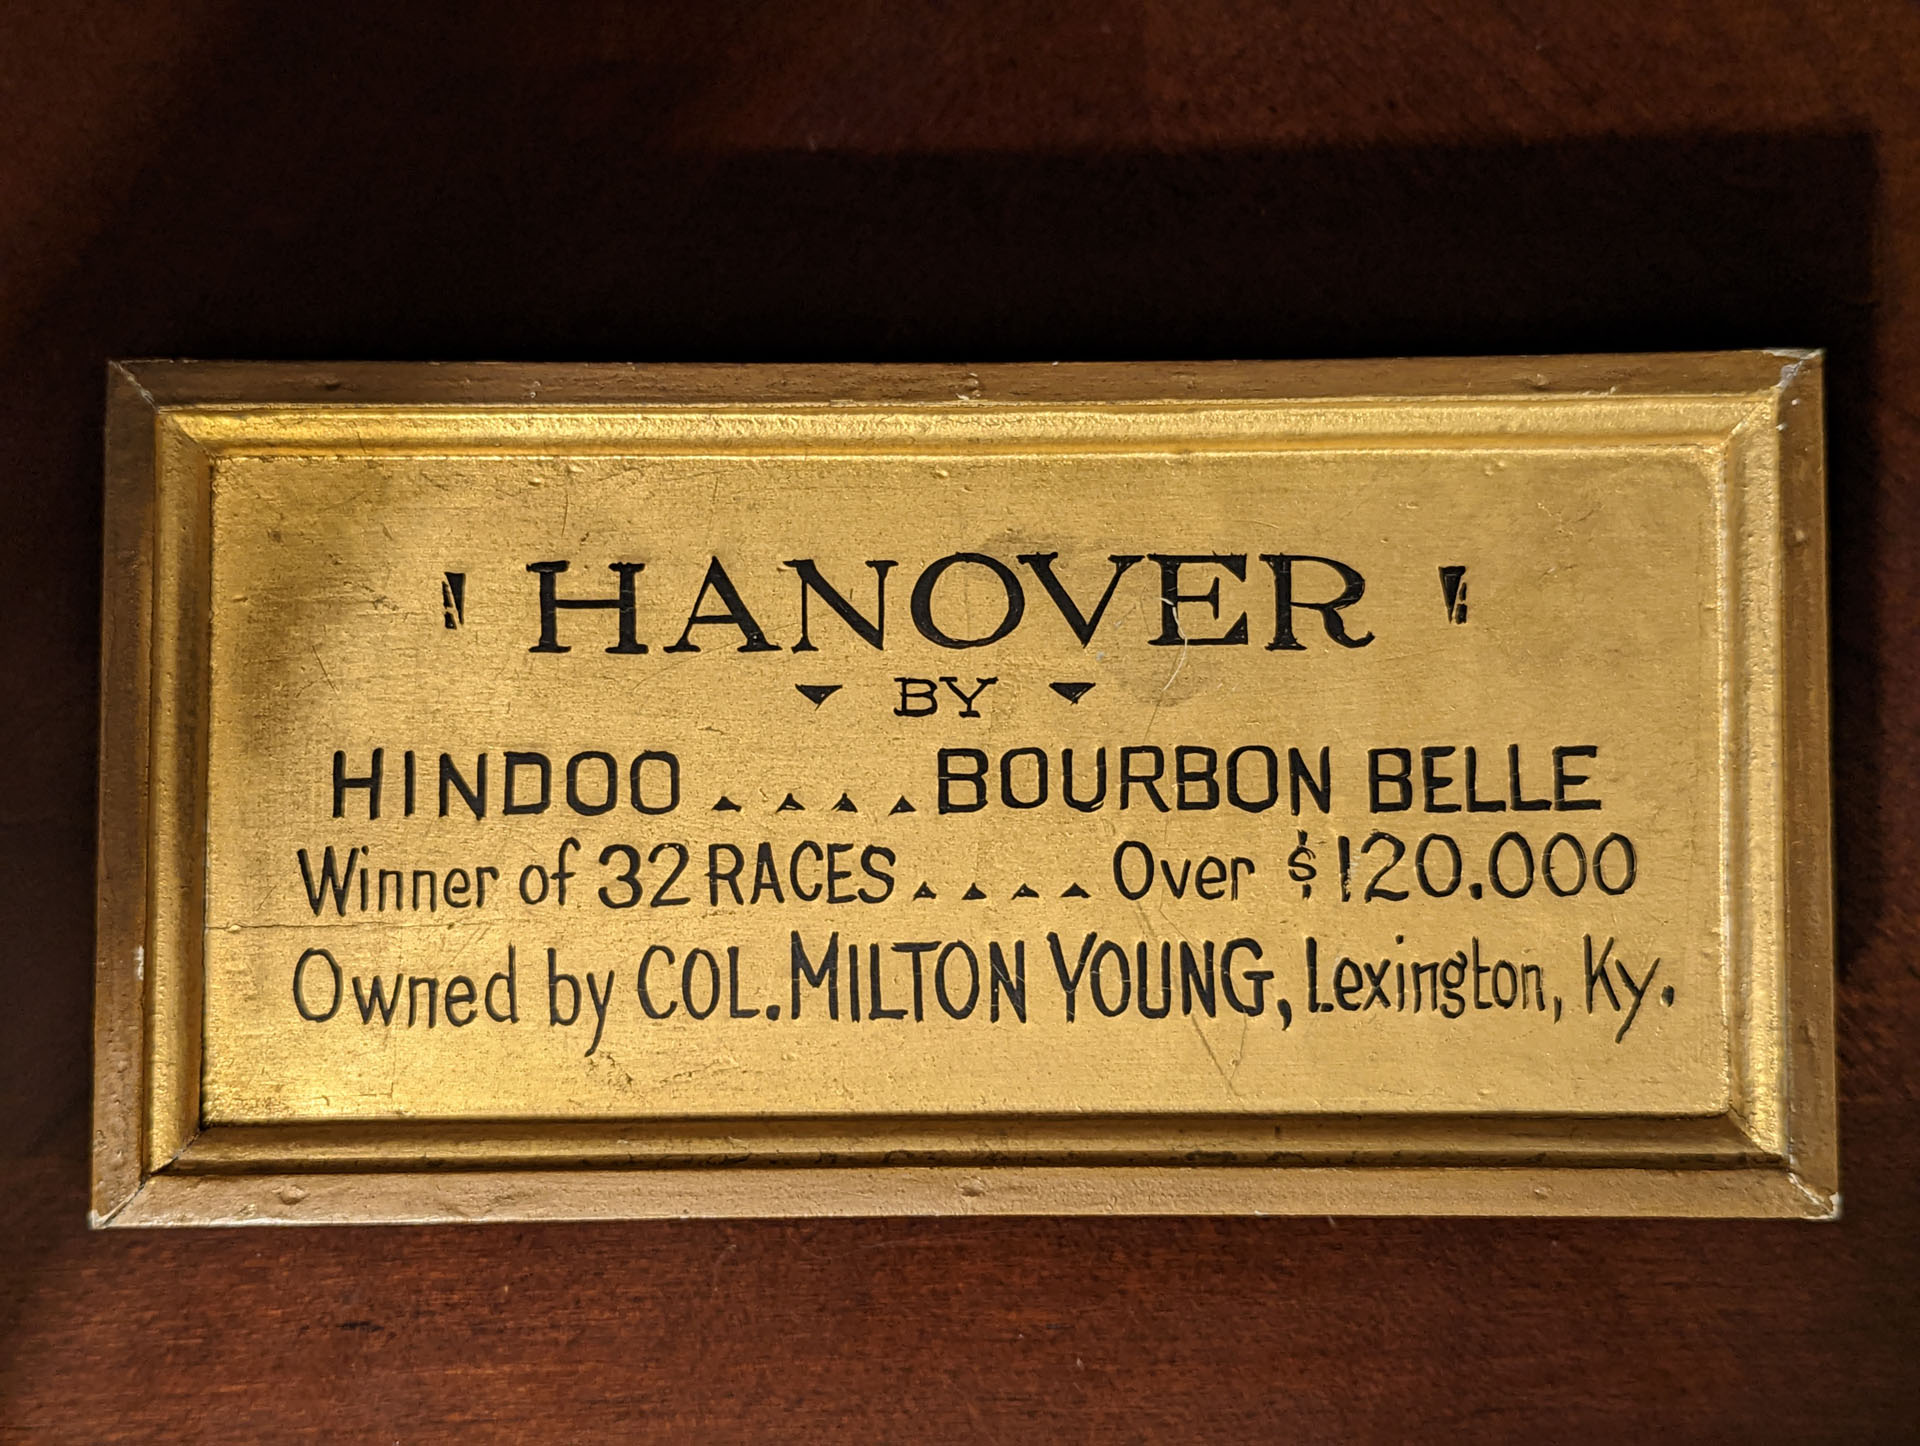 "HANOVER"
BY
HINDOO....BOURBON BELLE
Winner of 32 RACES....Over $120.000
Owned by COL. MILTON YOUNG, Lexington, Ky.